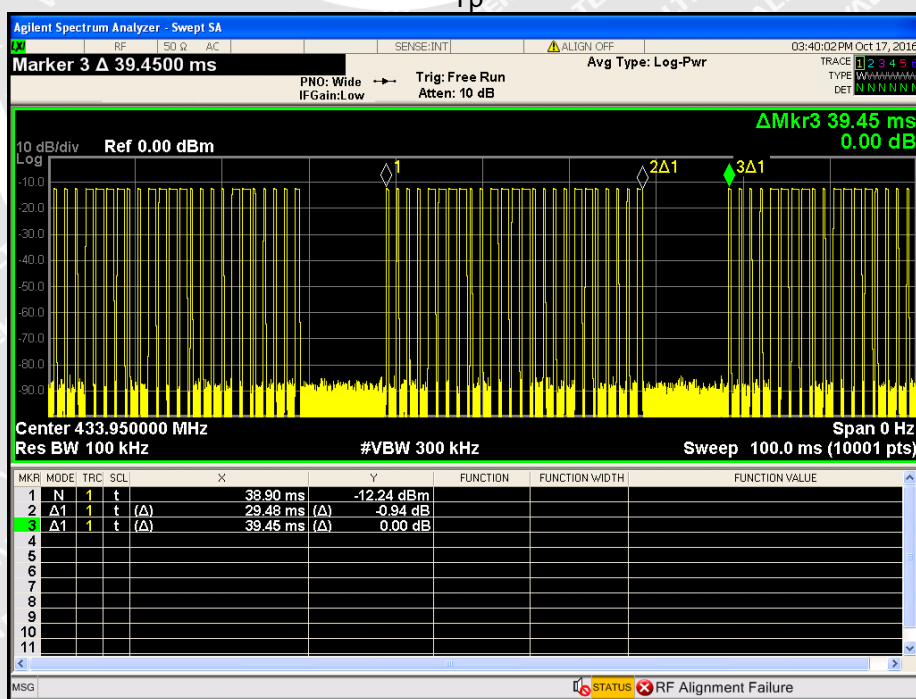 Tp
Agilent Spectrum Analyzer - Swept SA
LXI RF 50 Ω AC SENSE:INT ALIGN OFF 03:40:02 PM Oct 17, 2016
Marker 3 Δ 39.4500 ms
PNO: Wide
IFGain:Low
Trig: Free Run
Atten: 10 dB
Avg Type: Log-Pwr
TRACE 1 2 3 4 5 6
TYPE
DET N N N N N N
ΔMkr3 39.45 ms
0.00 dB
10 dB/div Ref 0.00 dBm
Log
1
2Δ1
3Δ1
-10.0
-20.0
-30.0
-40.0
-50.0
-60.0
-70.0
-80.0
-90.0
Center 433.950000 MHz Span 0 Hz
Res BW 100 kHz #VBW 300 kHz Sweep 100.0 ms (10001 pts)
MKR MODE TRC SCL X Y FUNCTION FUNCTION WIDTH FUNCTION VALUE
1 N 1 t 38.90 ms -12.24 dBm
2 Δ1 1 t (Δ) 29.48 ms (Δ) -0.94 dB
3 Δ1 1 t (Δ) 39.45 ms (Δ) 0.00 dB
4
5
6
7
8
9
10
11
MSG STATUS RF Alignment Failure